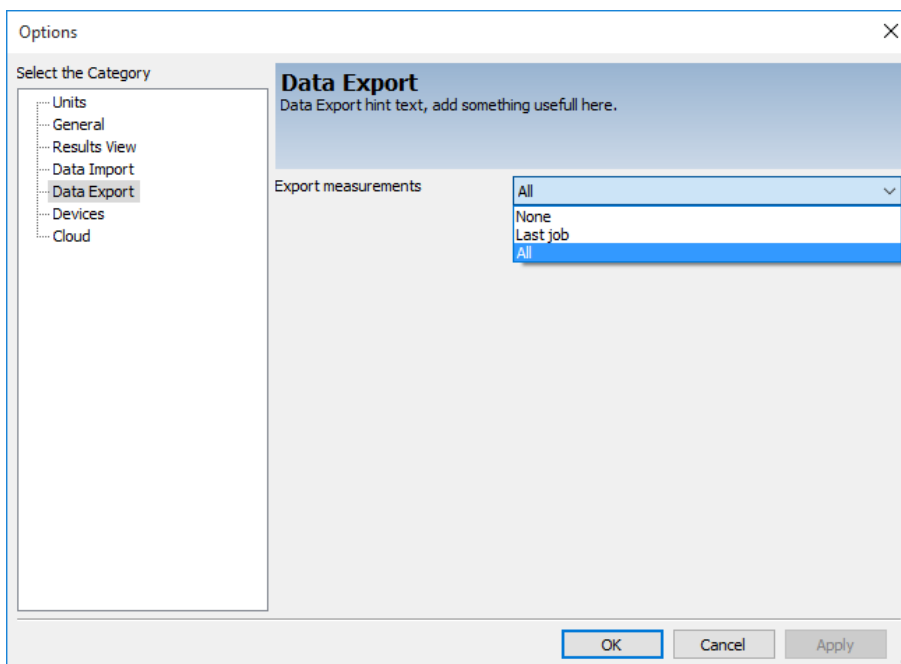 Options
Select the Category
Units
General
Results View
Data Import
Data Export
Devices
Cloud
Data Export
Data Export hint text, add something usefull here.
Export measurements
All
None
Last job
All
OK
Cancel
Apply